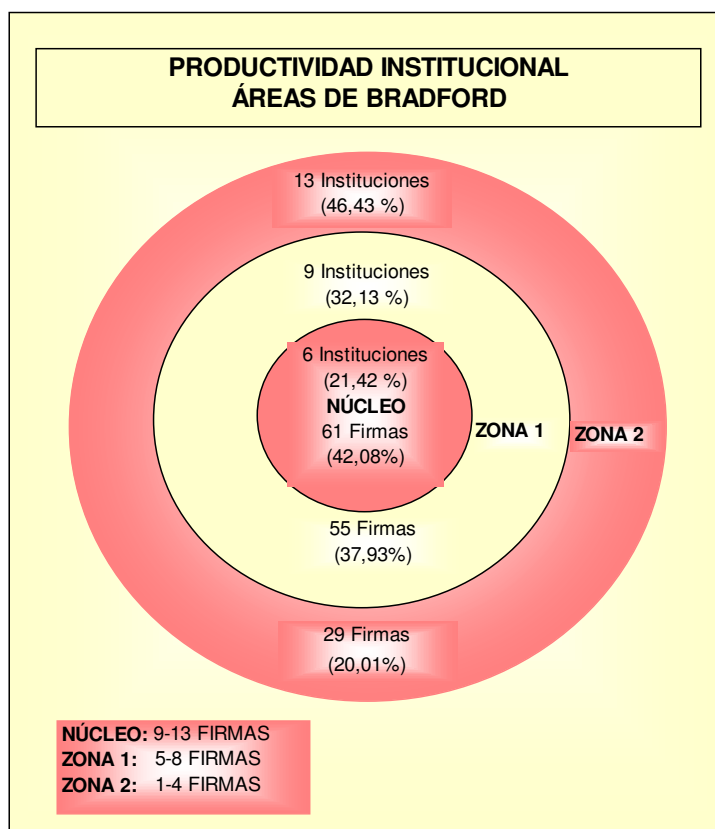 PRODUCTIVIDAD INSTITUCIONAL
ÁREAS DE BRADFORD
13 Instituciones
(46,43 %)
9 Instituciones
(32,13 %)
6 Instituciones
(21,42 %)
NÚCLEO
61 Firmas
(42,08%)
ZONA 1
ZONA 2
55 Firmas
(37,93%)
29 Firmas
(20,01%)
NÚCLEO: 9-13 FIRMAS
ZONA 1: 5-8 FIRMAS
ZONA 2: 1-4 FIRMAS